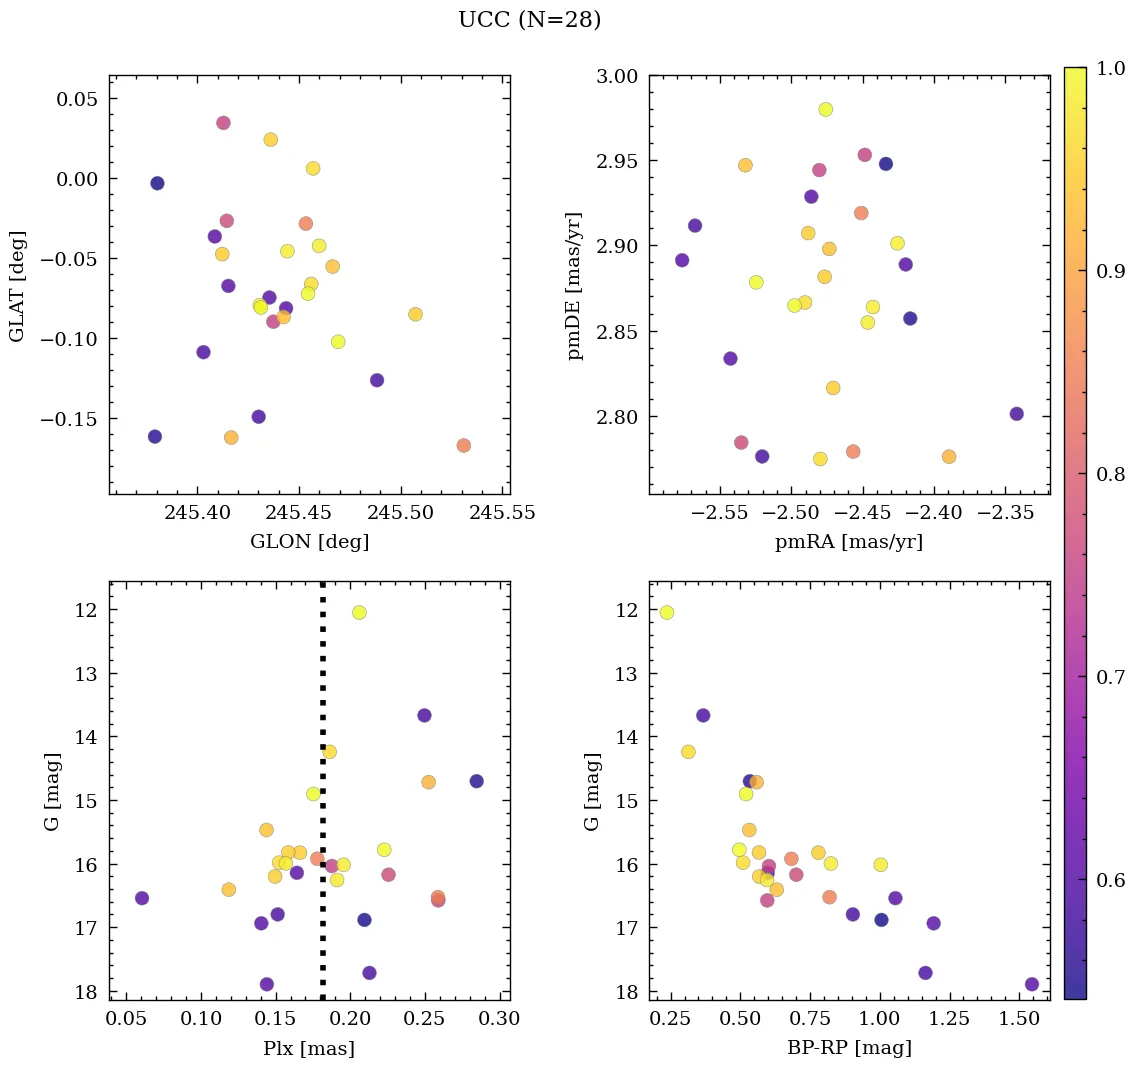 UCC (N=28)
0.05
0.00
−0.05
−0.10
−0.15
GLAT [deg]
245.40 245.45 245.50 245.55
GLON [deg]
3.00
2.95
2.90
2.85
2.80
pmDE [mas/yr]
−2.55 −2.50 −2.45 −2.40 −2.35
pmRA [mas/yr]
12
13
14
15
16
17
18
G [mag]
0.05 0.10 0.15 0.20 0.25 0.30
Plx [mas]
12
13
14
15
16
17
18
G [mag]
0.25 0.50 0.75 1.00 1.25 1.50
BP-RP [mag]
1.0
0.9
0.8
0.7
0.6